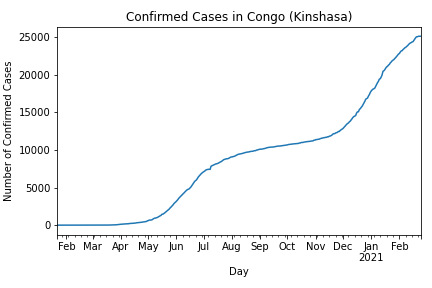 Confirmed Cases in Congo (Kinshasa)
Number of Confirmed Cases
25000
20000
15000
10000
5000
0
Feb Mar Apr May Jun Jul Aug Sep Oct Nov Dec Jan Feb
2021
Day